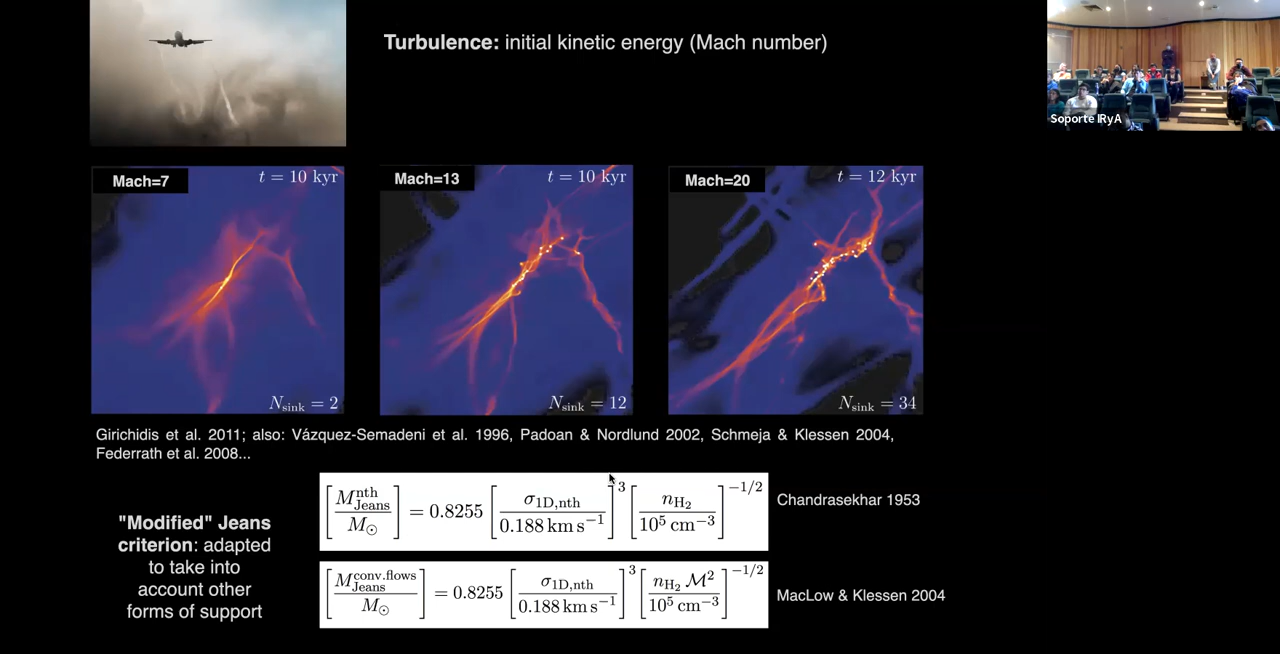 Turbulence: initial kinetic energy (Mach number)
Soporte IRyA
Mach=7
t = 10 kyr
N_sink = 2
Mach=13
t = 10 kyr
N_sink = 12
Mach=20
t = 12 kyr
N_sink = 34
Girichidis et al. 2011; also: Vázquez-Semadeni et al. 1996, Padoan & Nordlund 2002, Schmeja & Klessen 2004,
Federrath et al. 2008...
"Modified" Jeans
criterion: adapted
to take into
account other
forms of support
[M_Jeans^nth / M_⊙] = 0.8255 [σ_1D,nth / 0.188 km s^−1]^3 [n_H₂ / 10^5 cm^−3]^−1/2
Chandrasekhar 1953
[M_Jeans^conv.flows / M_⊙] = 0.8255 [σ_1D,nth / 0.188 km s^−1]^3 [n_H₂ ℳ^2 / 10^5 cm^−3]^−1/2
MacLow & Klessen 2004